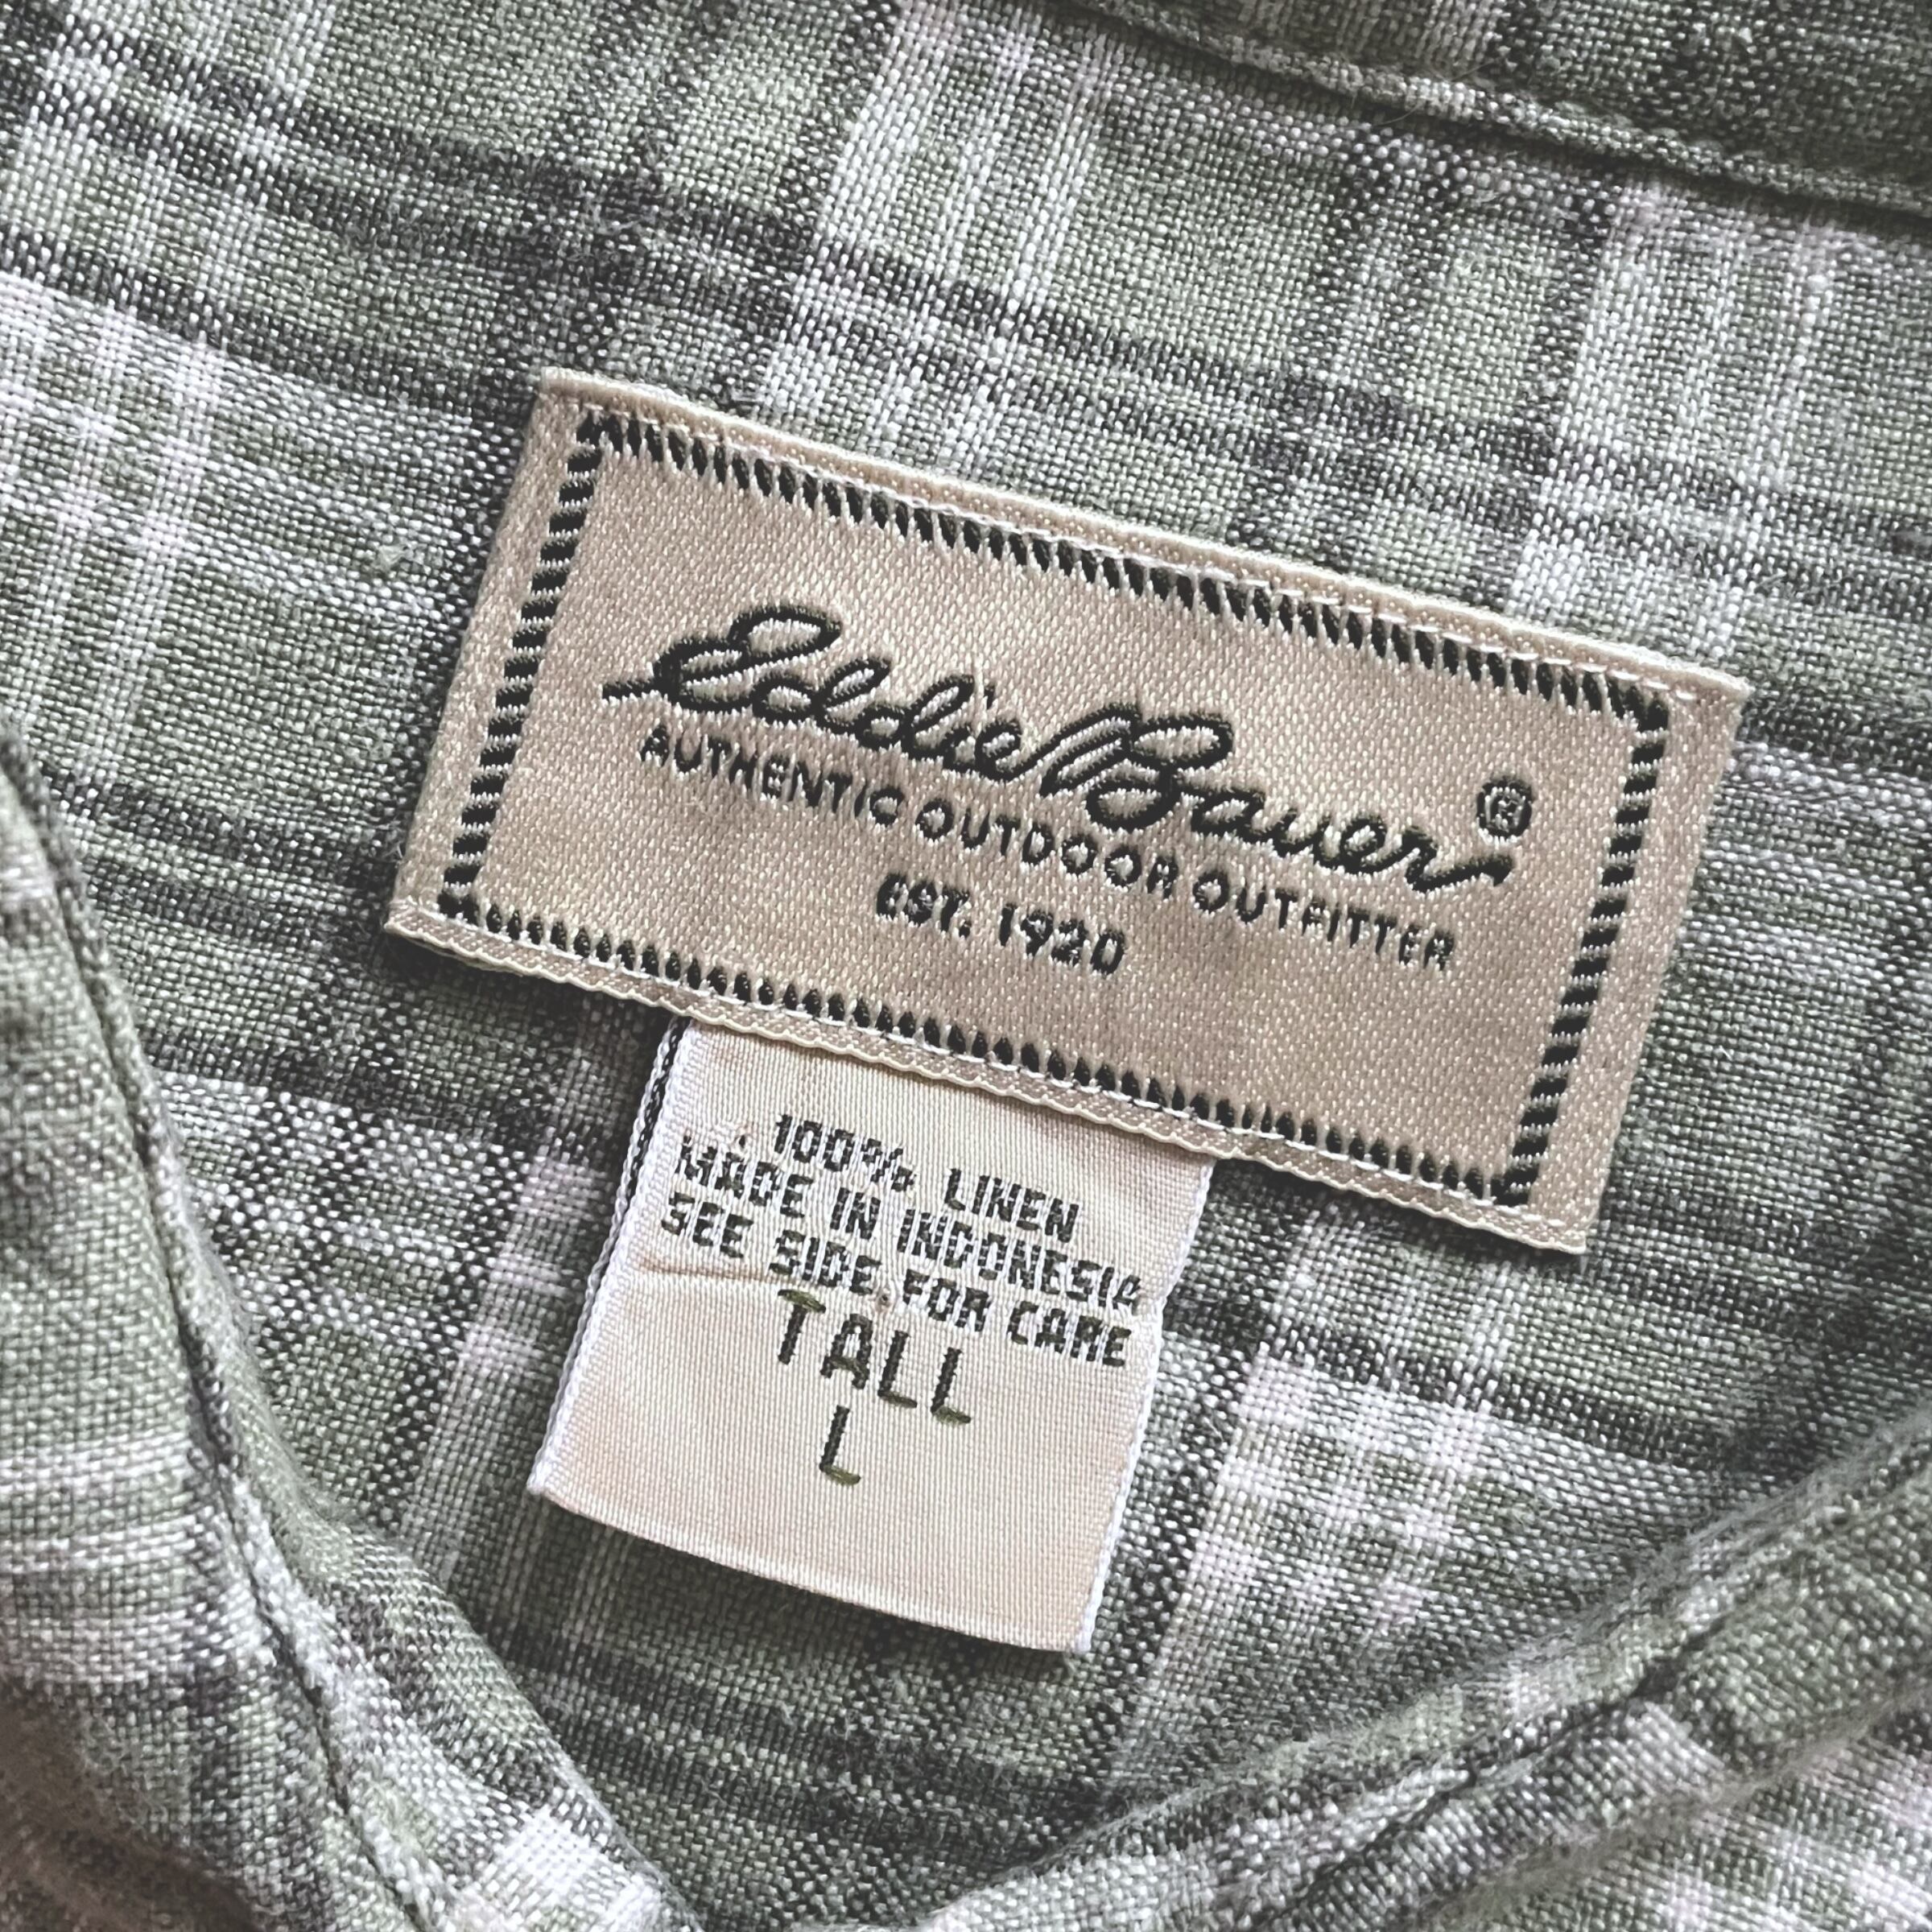 Eddie Bauer®
AUTHENTIC OUTDOOR OUTFITTER
EST. 1920
100% LINEN
MADE IN INDONESIA
SEE SIDE FOR CARE
TALL
L